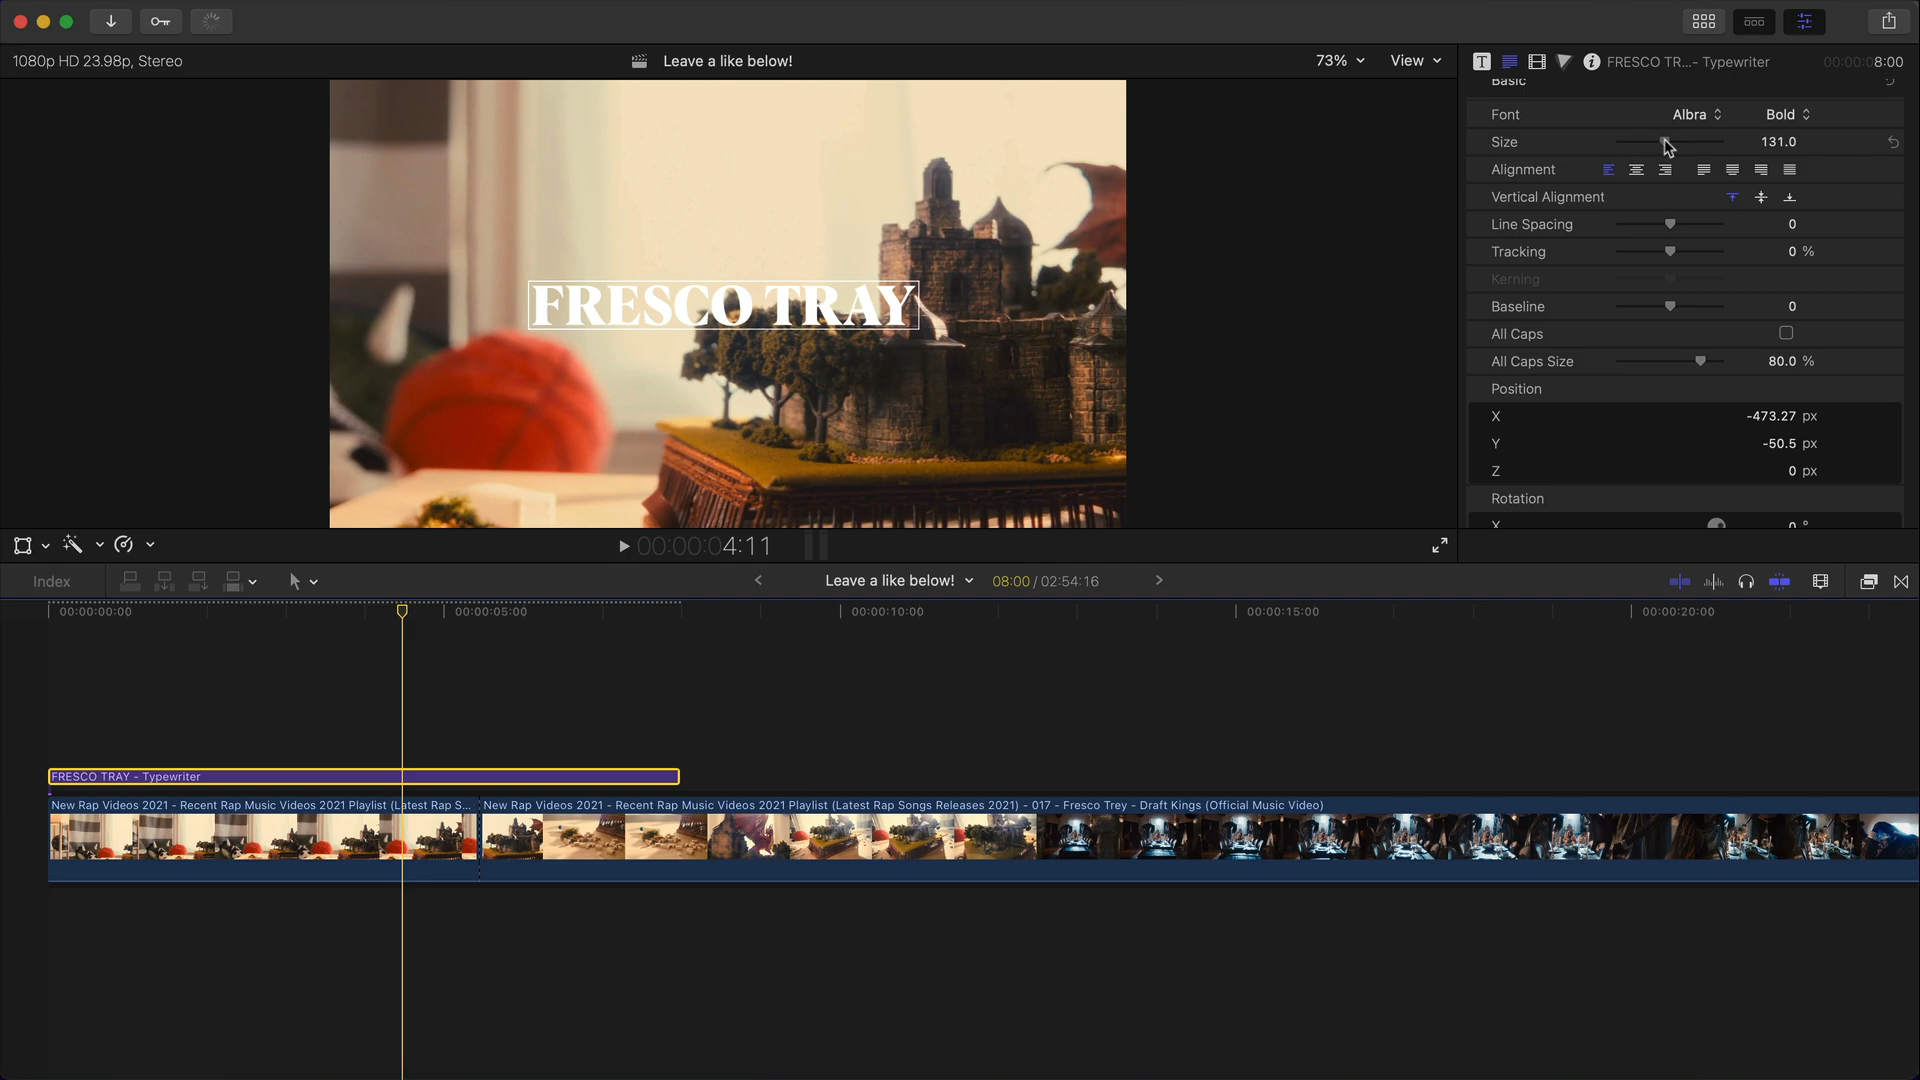 1080p HD 23.98p, Stereo
Leave a like below!
73%
View
FRESCO TR...- Typewriter
00:00:08:00
Basic
Font
Albra
Bold
Size
131.0
Alignment
Vertical Alignment
Line Spacing
0
Tracking
0 %
Kerning
Baseline
0
All Caps
All Caps Size
80.0 %
Position
X
-473.27 px
Y
-50.5 px
Z
0 px
Rotation
X
0 °
FRESCO TRAY
00:00:04:11
Index
Leave a like below!
08:00 / 02:54:16
00:00:00:00
00:00:05:00
00:00:10:00
00:00:15:00
00:00:20:00
FRESCO TRAY - Typewriter
New Rap Videos 2021 - Recent Rap Music Videos 2021 Playlist (Latest Rap S...
New Rap Videos 2021 - Recent Rap Music Videos 2021 Playlist (Latest Rap Songs Releases 2021) - 017 - Fresco Trey - Draft Kings (Official Music Video)